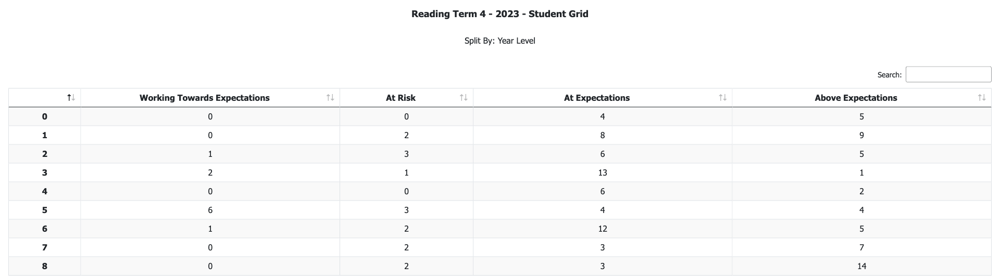 Reading Term 4 - 2023 - Student Grid
Split By: Year Level
Search:
Working Towards Expectations At Risk At Expectations Above Expectations
0 0 0 4 5
1 0 2 8 9
2 1 3 6 5
3 2 1 13 1
4 0 0 6 2
5 6 3 4 4
6 1 2 12 5
7 0 2 3 7
8 0 2 3 14